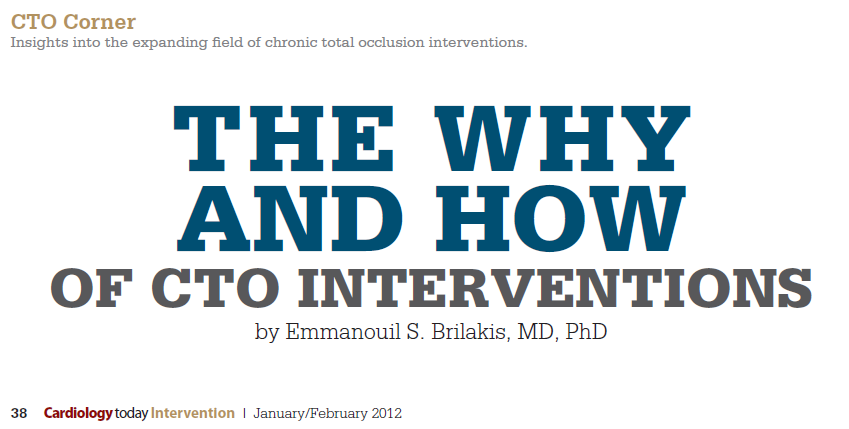 CTO Corner
Insights into the expanding field of chronic total occlusion interventions.
THE WHY
AND HOW
OF CTO INTERVENTIONS
by Emmanouil S. Brilakis, MD, PhD
38 Cardiology today Intervention | January/February 2012